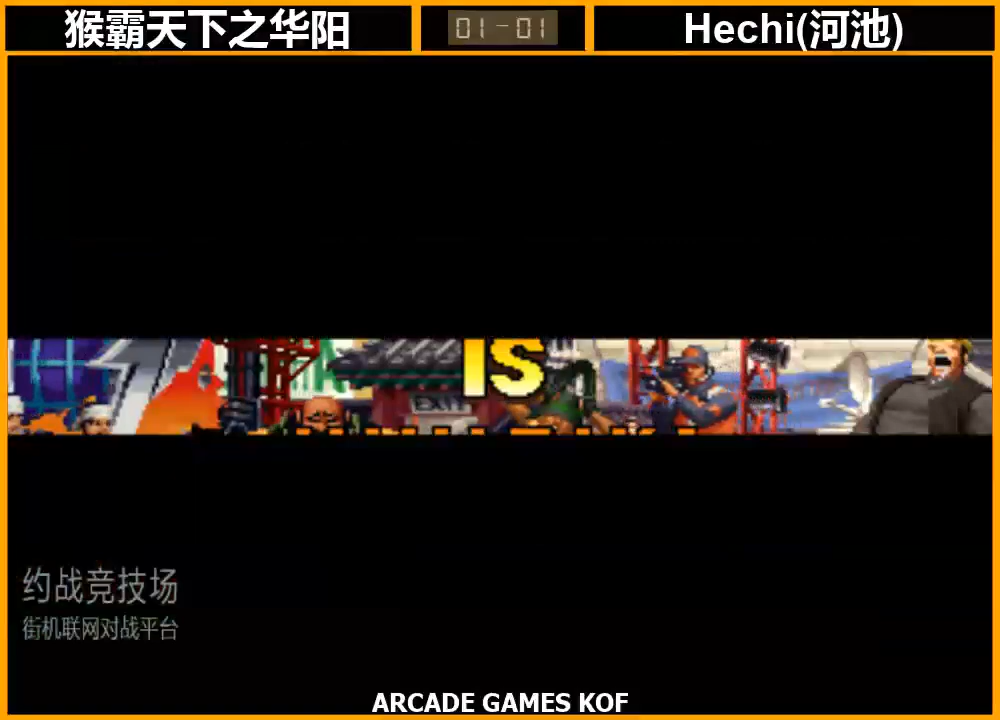 猴霸天下之华阳
01-01
Hechi(河池)
IS
EXIT
约战竞技场
街机联网对战平台
ARCADE GAMES KOF